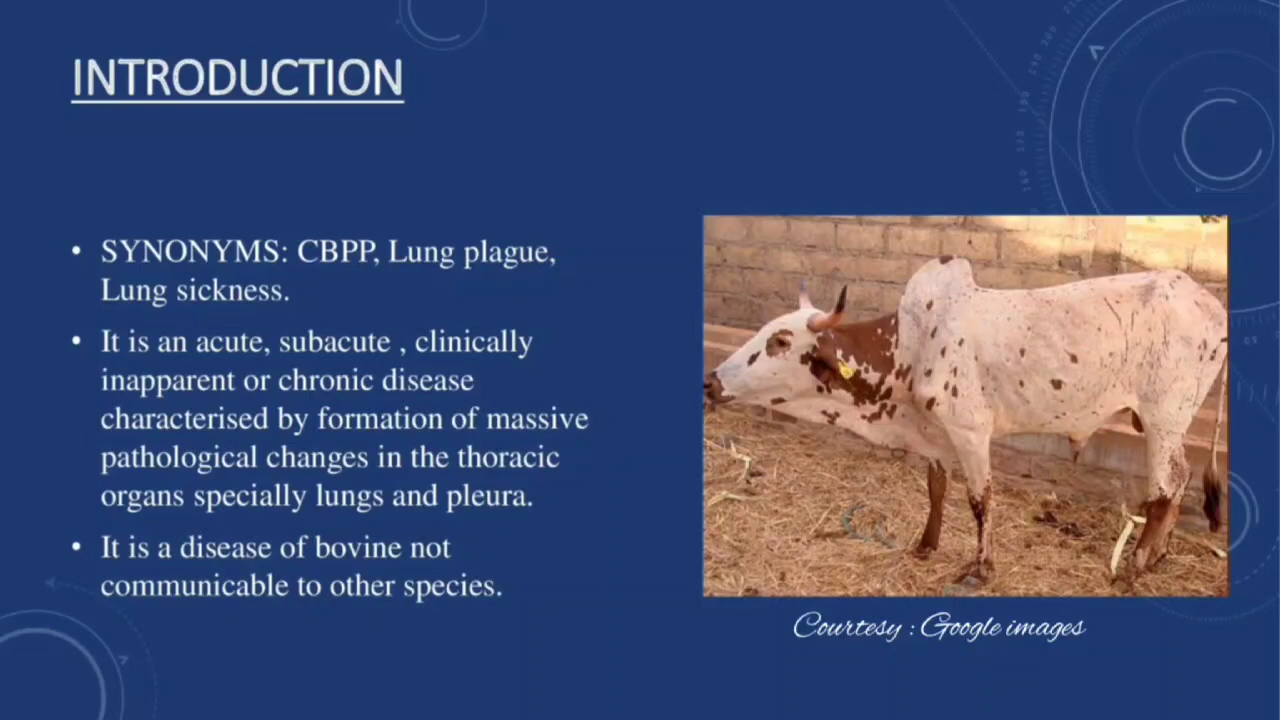 INTRODUCTION
• SYNONYMS: CBPP, Lung plague,
Lung sickness.
• It is an acute, subacute , clinically
inapparent or chronic disease
characterised by formation of massive
pathological changes in the thoracic
organs specially lungs and pleura.
• It is a disease of bovine not
communicable to other species.
Courtesy : Google images